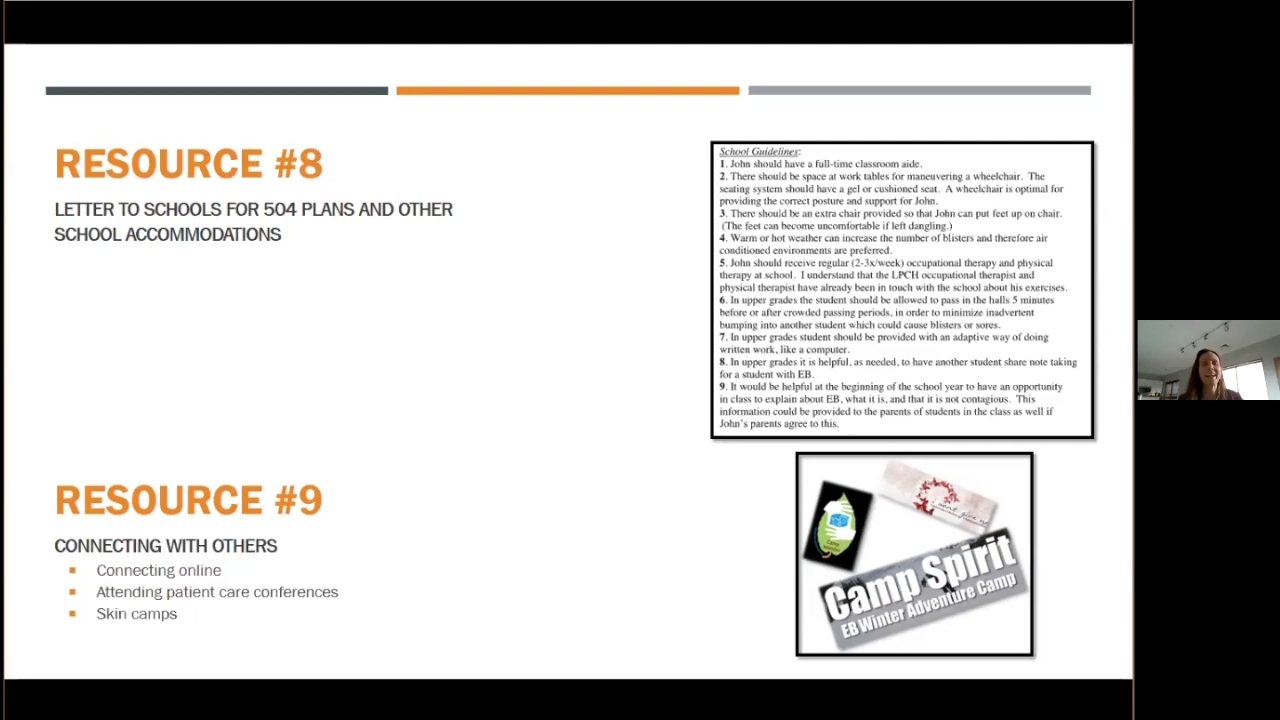 RESOURCE #8
LETTER TO SCHOOLS FOR 504 PLANS AND OTHER
SCHOOL ACCOMMODATIONS
School Guidelines:
1. John should have a full-time classroom aide.
2. There should be space at work tables for maneuvering a wheelchair. The
seating system should have a gel or cushioned seat. A wheelchair is optimal for
providing the correct posture and support for John.
3. There should be an extra chair provided so that John can put feet up on chair.
(The feet can become uncomfortable if left dangling.)
4. Warm or hot weather can increase the number of blisters and therefore air
conditioned environments are preferred.
5. John should receive regular (2-3x/week) occupational therapy and physical
therapy at school. I understand that the LPCH occupational therapist and
physical therapist have already been in touch with the school about his exercises.
6. In upper grades the student should be allowed to pass in the halls 5 minutes
before or after crowded passing periods, in order to minimize inadvertent
bumping into another student which could cause blisters or sores.
7. In upper grades student should be provided with an adaptive way of doing
written work, like a computer.
8. In upper grades it is helpful, as needed, to have another student share note taking
for a student with EB.
9. It would be helpful at the beginning of the school year to have an opportunity
in class to explain about EB, what it is, and that it is not contagious. This
information could be provided to the parents of students in the class as well if
John's parents agree to this.
RESOURCE #9
CONNECTING WITH OTHERS
Connecting online
Attending patient care conferences
Skin camps
Camp Spirit
EB Winter Adventure Camp